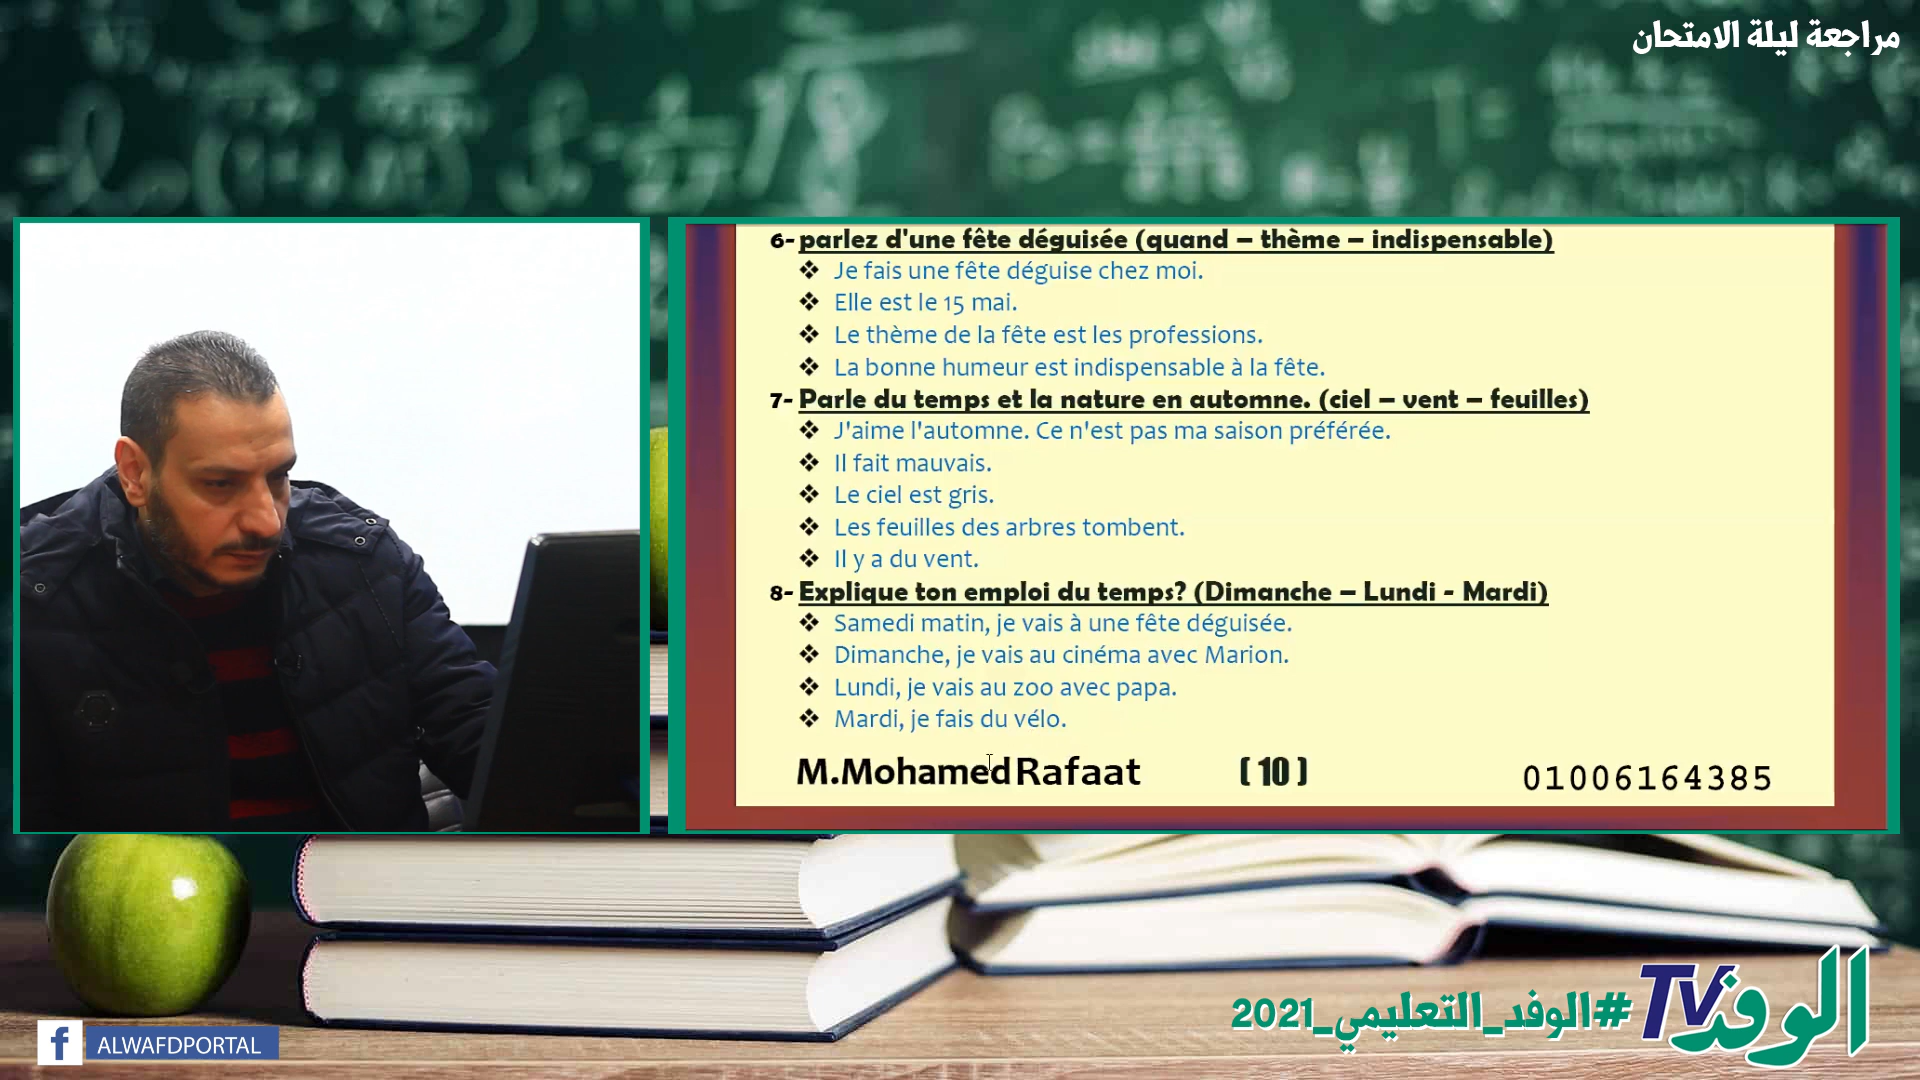 مراجعة ليلة الامتحان
6- parlez d'une fête déguisée (quand – thème – indispensable)
❖ Je fais une fête déguise chez moi.
❖ Elle est le 15 mai.
❖ Le thème de la fête est les professions.
❖ La bonne humeur est indispensable à la fête.
7- Parle du temps et la nature en automne. (ciel – vent – feuilles)
❖ J'aime l'automne. Ce n'est pas ma saison préférée.
❖ Il fait mauvais.
❖ Le ciel est gris.
❖ Les feuilles des arbres tombent.
❖ Il y a du vent.
8- Explique ton emploi du temps? (Dimanche – Lundi - Mardi)
❖ Samedi matin, je vais à une fête déguisée.
❖ Dimanche, je vais au cinéma avec Marion.
❖ Lundi, je vais au zoo avec papa.
❖ Mardi, je fais du vélo.
M.Mohamed Rafaat (10) 01006164385
#الوفد_التعليمي_2021
الوفد TV
f ALWAFDPORTAL